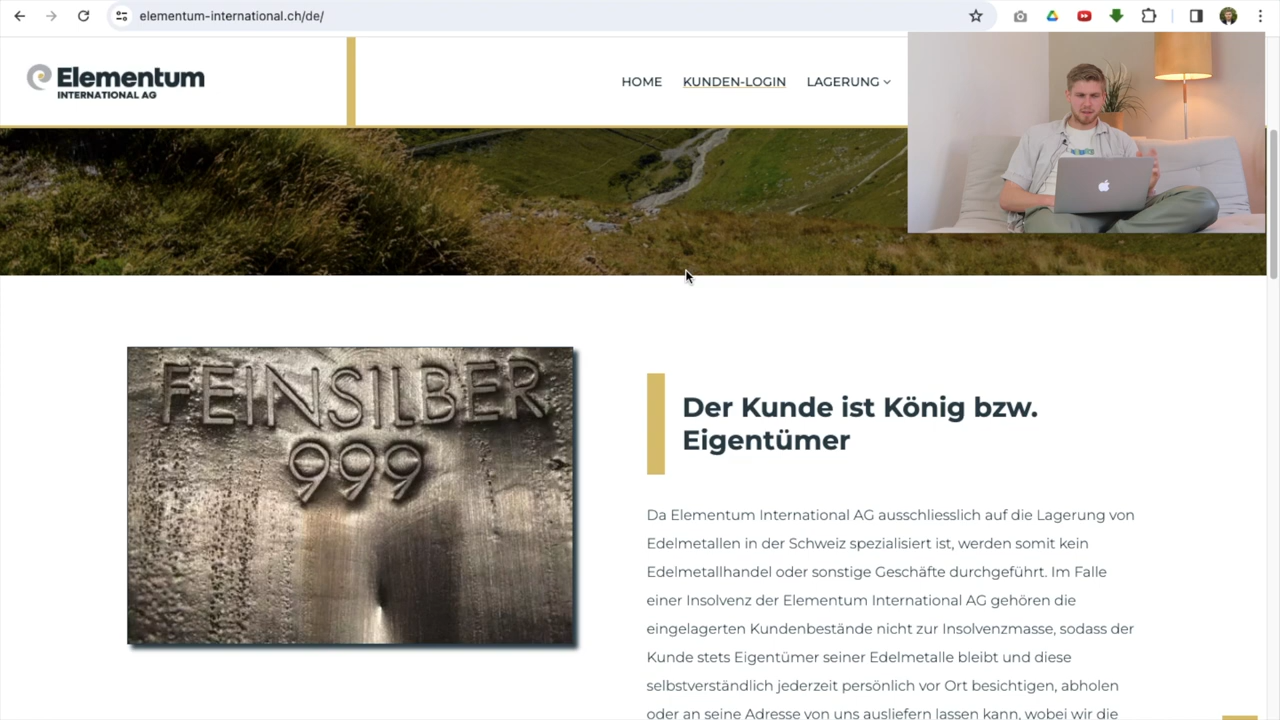 elementum-international.ch/de/
Elementum
INTERNATIONAL AG
HOME KUNDEN-LOGIN LAGERUNG
FEINSILBER
999
Der Kunde ist König bzw.
Eigentümer
Da Elementum International AG ausschliesslich auf die Lagerung von
Edelmetallen in der Schweiz spezialisiert ist, werden somit kein
Edelmetallhandel oder sonstige Geschäfte durchgeführt. Im Falle
einer Insolvenz der Elementum International AG gehören die
eingelagerten Kundenbestände nicht zur Insolvenzmasse, sodass der
Kunde stets Eigentümer seiner Edelmetalle bleibt und diese
selbstverständlich jederzeit persönlich vor Ort besichtigen, abholen
oder an seine Adresse von uns ausliefern lassen kann, wobei wir die